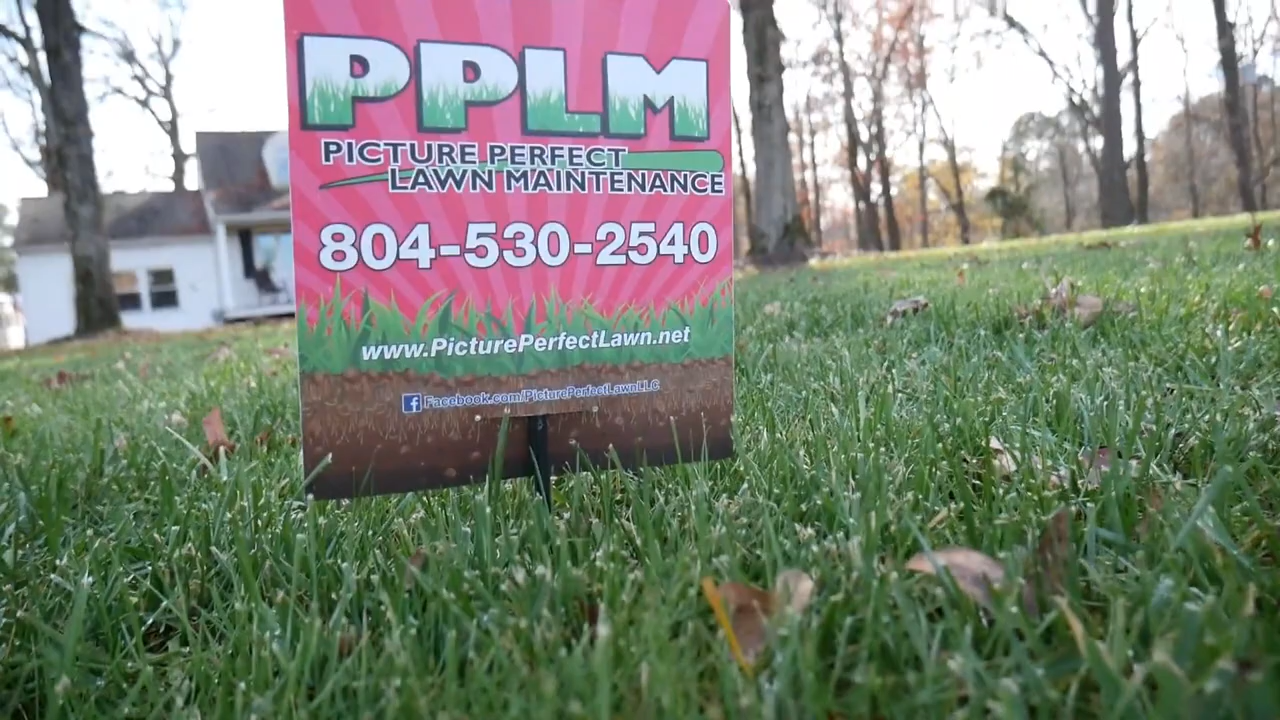 PPLM
PICTURE PERFECT
LAWN MAINTENANCE
804-530-2540
www.PicturePerfectLawn.net
Facebook.com/PicturePerfectLawnLLC